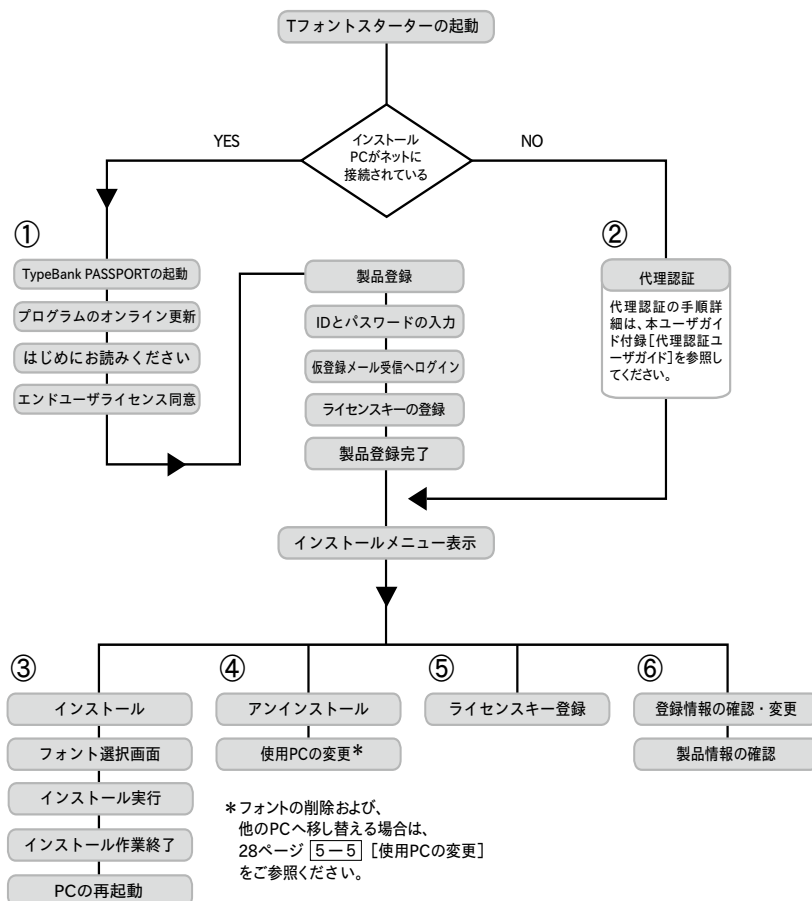 Tフォントスターターの起動
インストール
PCがネットに
接続されている
YES
NO
①
TypeBank PASSPORTの起動
プログラムのオンライン更新
はじめにお読みください
エンドユーザライセンス同意
製品登録
IDとパスワードの入力
仮登録メール受信へログイン
ライセンスキーの登録
製品登録完了
②
代理認証
代理認証の手順詳
細は、本ユーザガイ
ド付録[代理認証ユ
ーザガイド]を参照し
てください。
インストールメニュー表示
③
インストール
フォント選択画面
インストール実行
インストール作業終了
PCの再起動
④
アンインストール
使用PCの変更*
*フォントの削除および、
他のPCへ移し替える場合は、
28ページ 5-5 [使用PCの変更]
をご参照ください。
⑤
ライセンスキー登録
⑥
登録情報の確認・変更
製品情報の確認